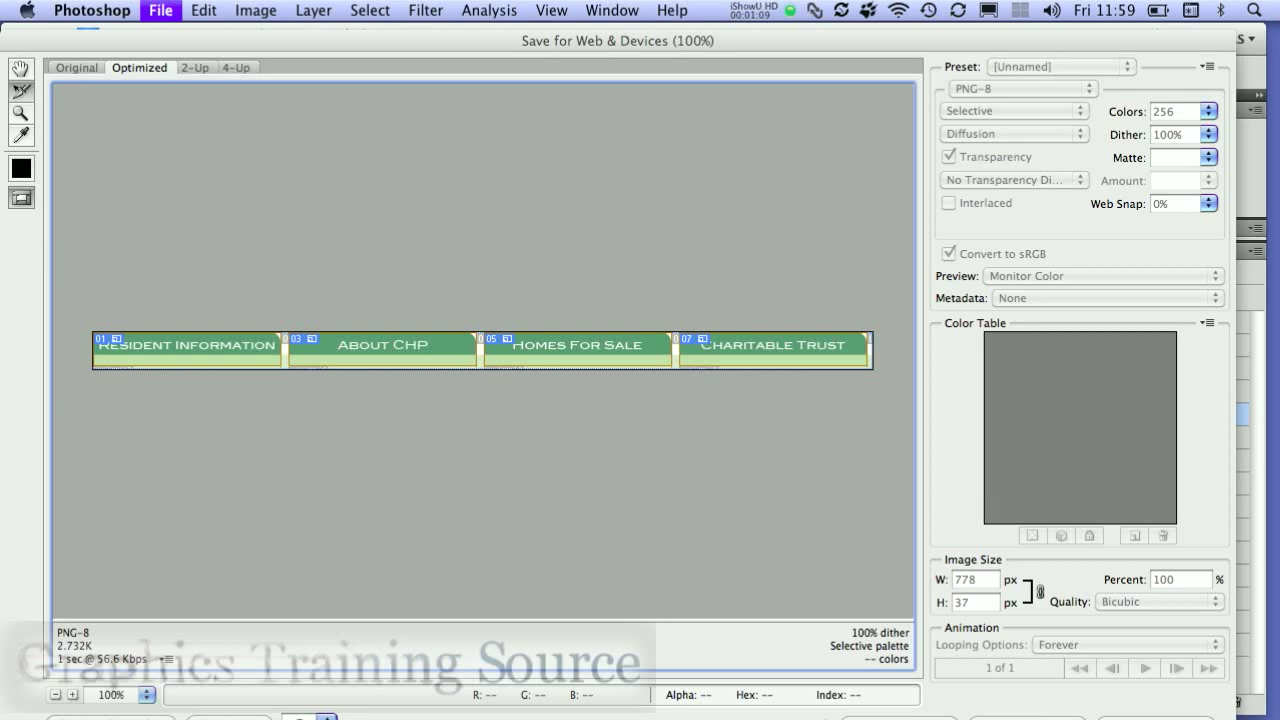 Photoshop File Edit Image Layer Select Filter Analysis View Window Help iShowU HD 00:01:09 Fri 11:59
Save for Web & Devices (100%)
Original Optimized 2-Up 4-Up
Preset: [Unnamed]
PNG-8
Selective Colors: 256
Diffusion Dither: 100%
Transparency Matte:
No Transparency Di... Amount:
Interlaced Web Snap: 0%
Convert to sRGB
Preview: Monitor Color
Metadata: None
Color Table
01 03 05 07
Resident Information About CHP Homes For Sale Charitable Trust
Image Size
W: 778 px Percent: 100 %
H: 37 px Quality: Bicubic
Animation
Looping Options: Forever
1 of 1
PNG-8 100% dither
2.732K Selective palette
1 sec @ 56.6 Kbps -- colors
Graphics Training Source
100% R: -- G: -- B: -- Alpha: -- Hex: -- Index: --